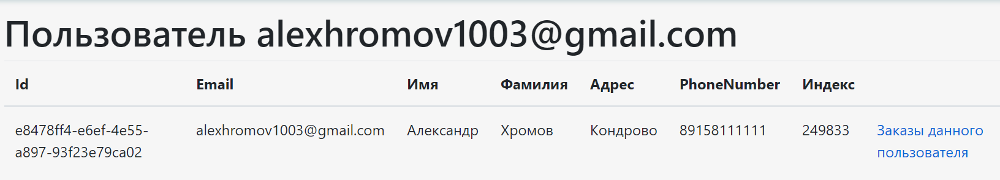 Пользователь alexhromov1003@gmail.com
Id Email Имя Фамилия Адрес PhoneNumber Индекс
e8478ff4-e6ef-4e55- alexhromov1003@gmail.com Александр Хромов Кондрово 89158111111 249833 Заказы данного
a897-93f23e79ca02 пользователя